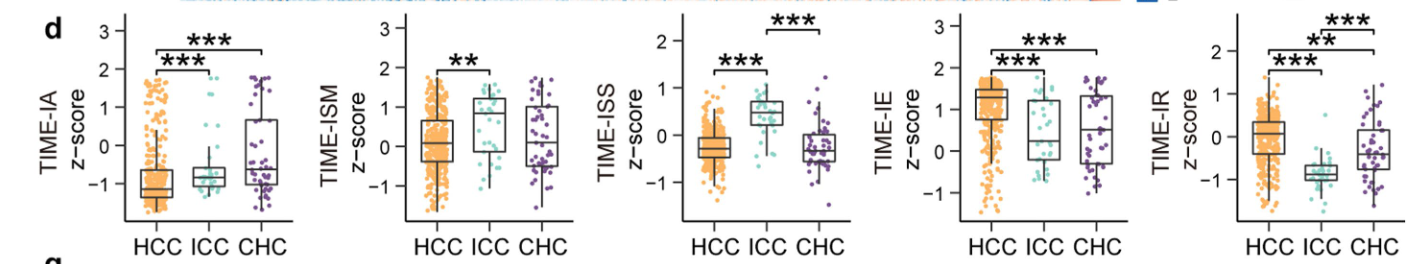 d
TIME-IA
z-score
3
2
1
0
−1
***
***
HCC ICC CHC
TIME-ISM
z-score
3
2
1
0
−1
**
HCC ICC CHC
TIME-ISS
z-score
2
1
0
−1
***
***
HCC ICC CHC
TIME-IE
z-score
3
2
1
0
−1
***
***
HCC ICC CHC
TIME-IR
z-score
2
1
0
−1
***
**
***
HCC ICC CHC